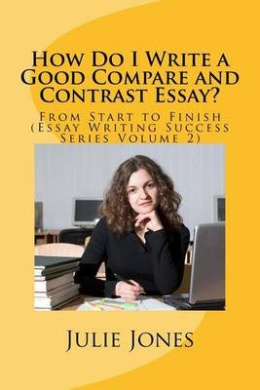 How Do I Write a
Good Compare and
Contrast Essay?
From Start to Finish
(Essay Writing Success
Series Volume 2)
Julie Jones